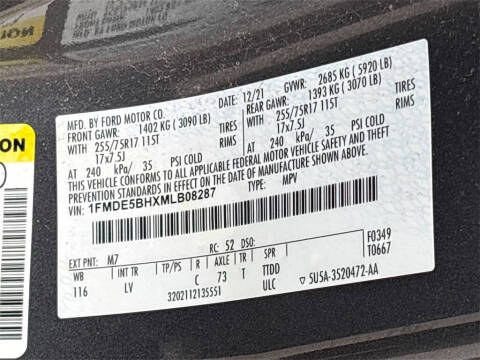 MFD. BY FORD MOTOR CO.
12/21 GVWR: 2685 KG (5920 LB)
FRONT GAWR: 1402 KG (3090 LB) REAR GAWR: 1393 KG (3070 LB)
WITH 255/75R17 115T TIRES WITH 255/75R17 115T TIRES
17x7.5J 17x7.5J
AT 240 kPa/ 35 PSI COLD AT 240 kPa/ 35 PSI COLD
THIS VEHICLE CONFORMS TO ALL APPLICABLE FEDERAL MOTOR VEHICLE SAFETY
AND THEFT PREVENTION STANDARDS IN EFFECT ON THE DATE OF MANUFACTURE SHOWN ABOVE.
VIN: 1FMDE5BHXMLB08287 TYPE: MPV
F0349
T0667
EXT PNT: M7 RC: 52 DSO:
WB INT TR TP/PS R AXLE TR
116 LV C 73 T TTDD
3202112135551 ULC 5U5A-3520472-AA
ON